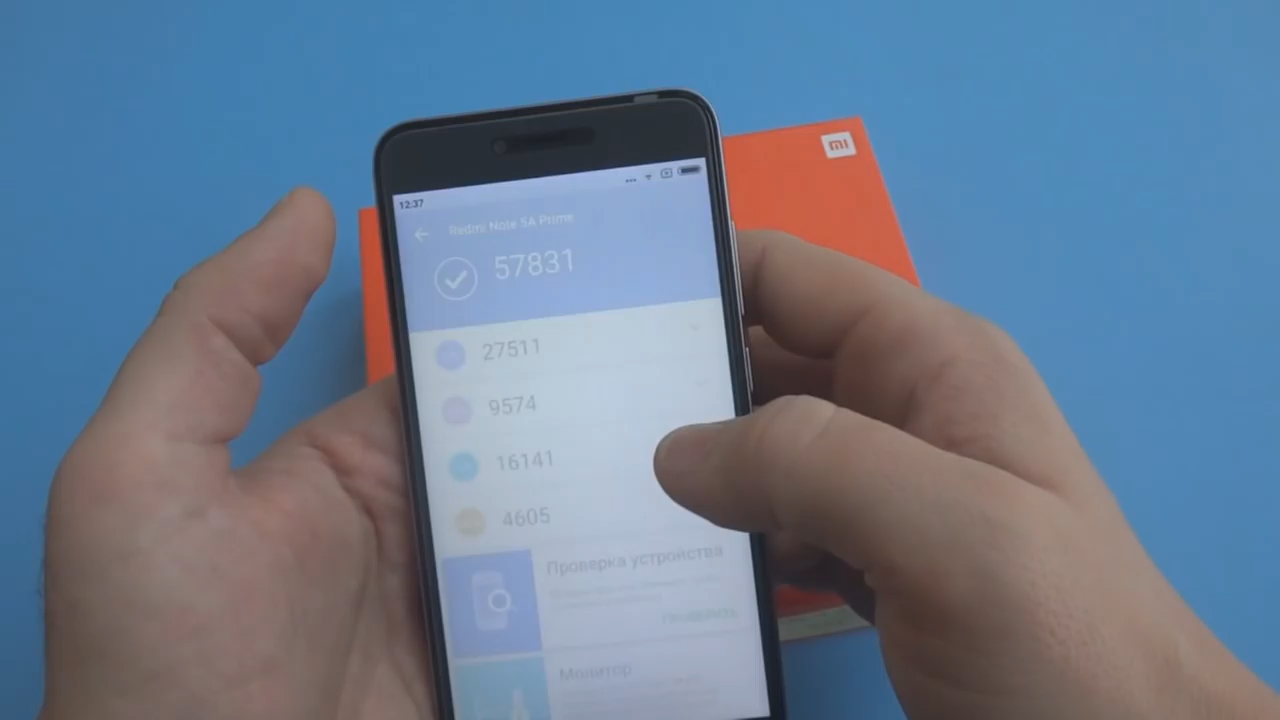 12:37
Redmi Note 5A Prime
57831
27511
9574
16141
4605
Проверка устройства
Монитор
mi